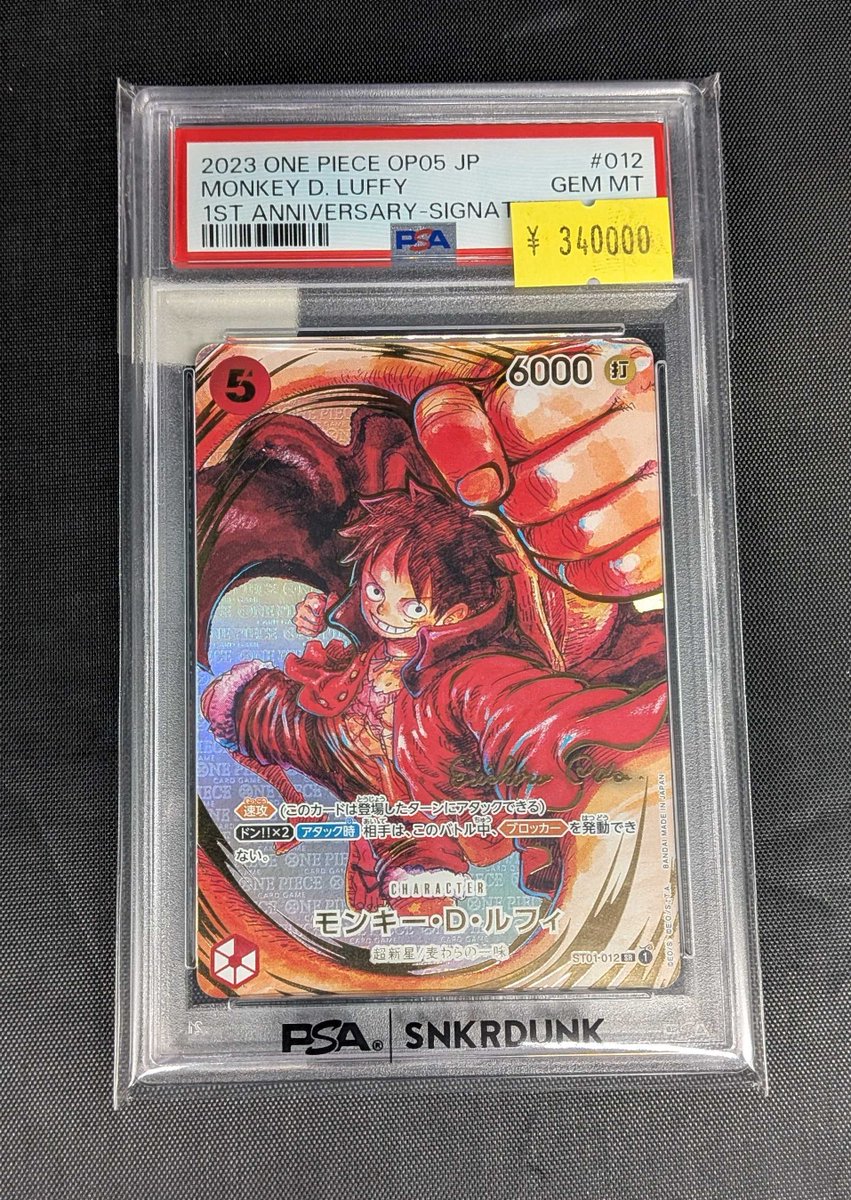 2023 ONE PIECE OP05 JP #012
MONKEY D. LUFFY GEM MT
1ST ANNIVERSARY-SIGNAT
PSA
¥ 340000
5 6000 打
速攻 (このカードは登場したターンにアタックできる)
ドン!!×2 アタック時 相手は、このバトル中、ブロッカー を発動でき
ない。
CHARACTER
モンキー・D・ルフィ
超新星/麦わらの一味
ST01-012 SR 1
BANDAI MADE IN JAPAN
PSA® | SNKRDUNK